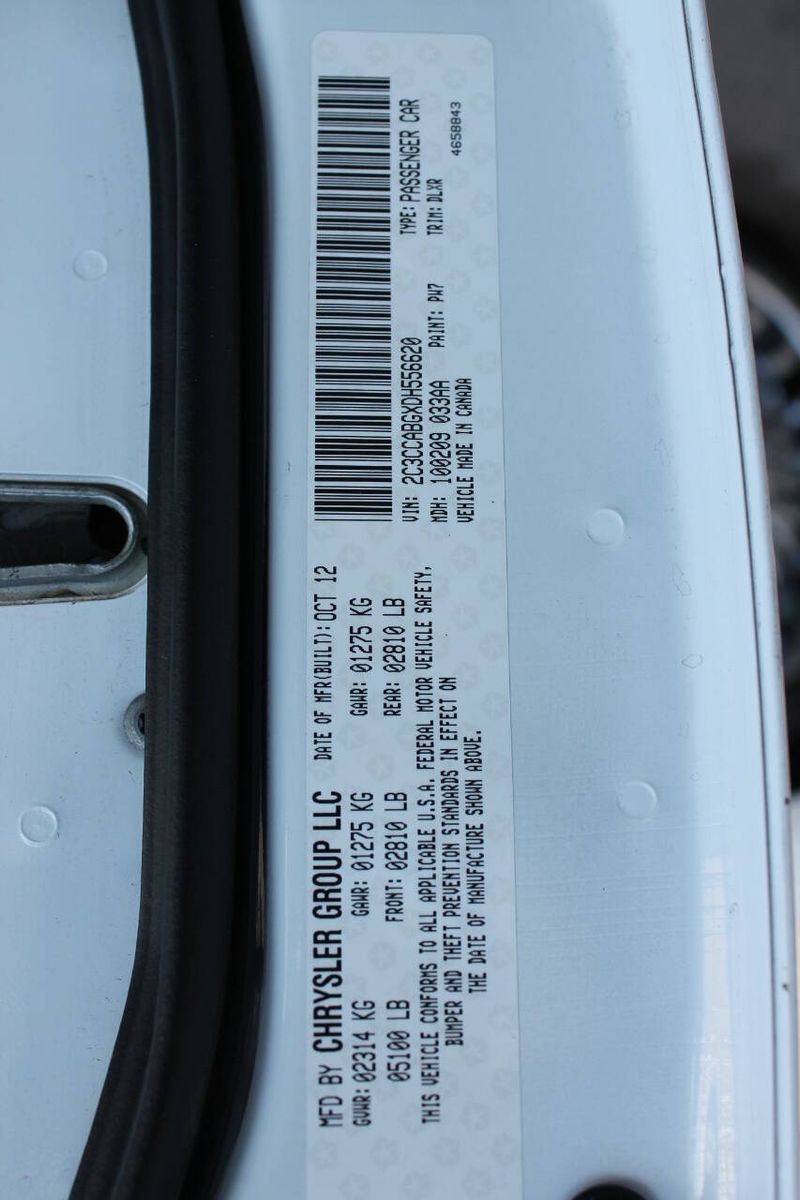 MFD BY CHRYSLER GROUP LLC DATE OF MFR(BUILT): OCT 12
GVWR: 02314 KG GAWR: 01275 KG GAWR: 01275 KG
05100 LB FRONT: 02810 LB REAR: 02810 LB
THIS VEHICLE CONFORMS TO ALL APPLICABLE U.S.A. FEDERAL MOTOR VEHICLE SAFETY,
BUMPER AND THEFT PREVENTION STANDARDS IN EFFECT ON
THE DATE OF MANUFACTURE SHOWN ABOVE.
VIN: 2C3CCABGXDH556620 TYPE: PASSENGER CAR
MDH: 100209 033AA PAINT: PW7 TRIM: DLXR
VEHICLE MADE IN CANADA 4658843